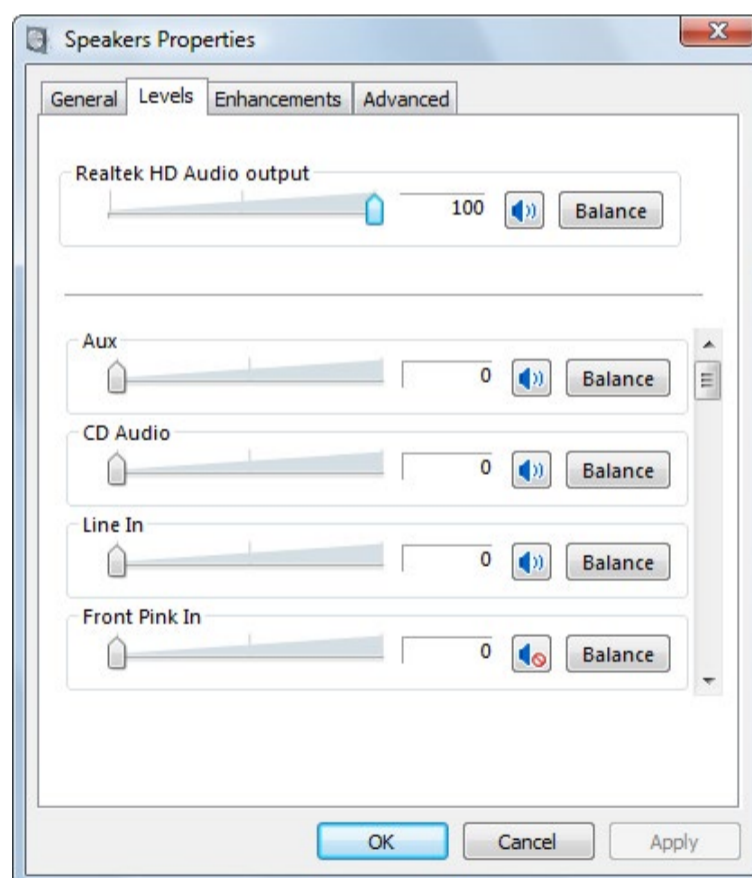 Speakers Properties
General Levels Enhancements Advanced
Realtek HD Audio output
100 Balance
Aux
0 Balance
CD Audio
0 Balance
Line In
0 Balance
Front Pink In
0 Balance
OK Cancel Apply